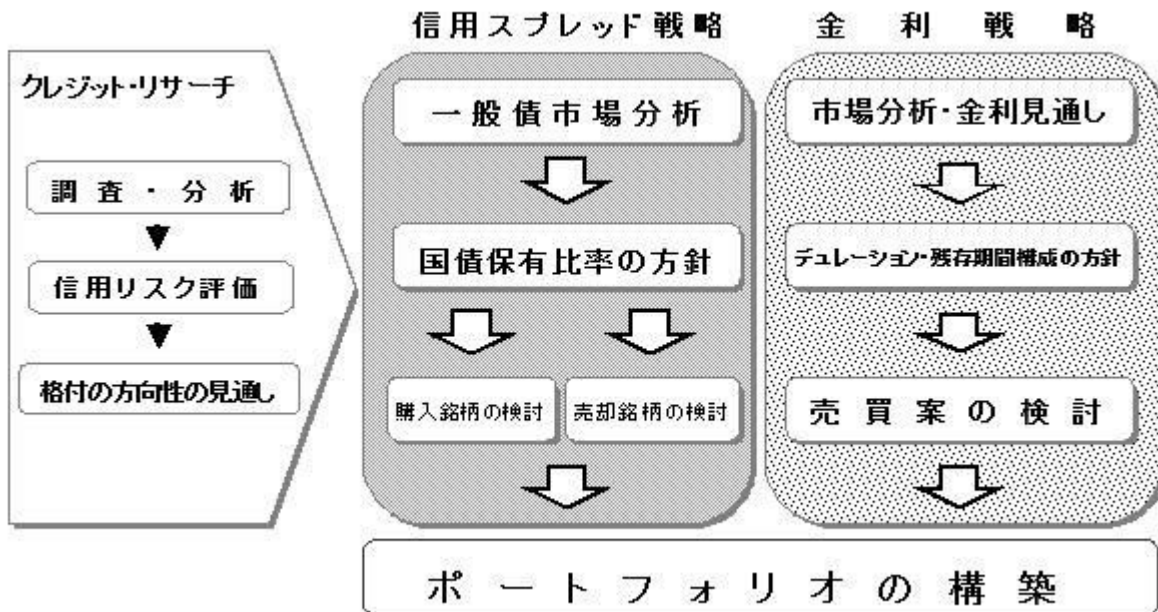 信用スプレッド戦略
金利戦略
クレジット・リサーチ
調査・分析
信用リスク評価
格付の方向性の見通し
一般債市場分析
国債保有比率の方針
購入銘柄の検討
売却銘柄の検討
市場分析・金利見通し
デュレーション・残存期間構成の方針
売買案の検討
ポートフォリオの構築